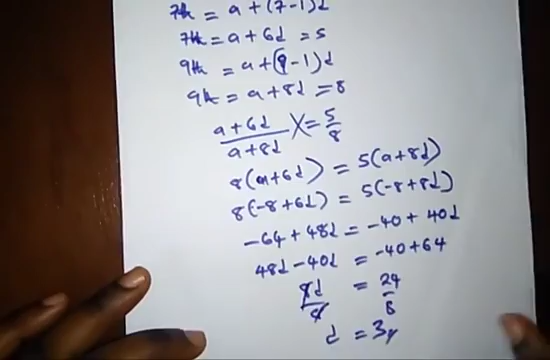 7th = a + (7 - 1)d
7th = a + 6d = 5
9th = a + (9 - 1)d
9th = a + 8d = 8
a + 6d / a + 8d = 5 / 8
8(a + 6d) = 5(a + 8d)
8(-8 + 6d) = 5(-8 + 8d)
-64 + 48d = -40 + 40d
48d - 40d = -40 + 64
8d / 8 = 24 / 8
d = 3